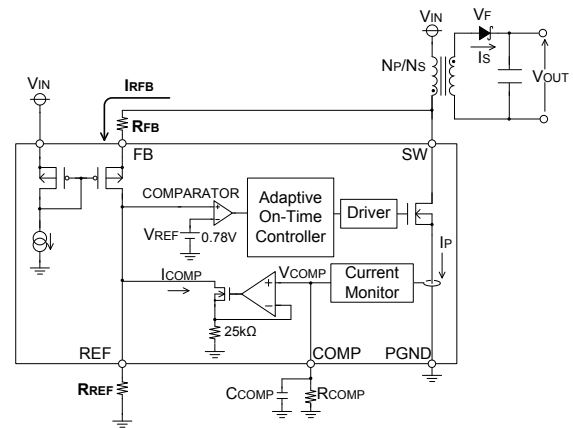 VIN
VF
NP/NS
IS
VOUT
VIN
IRFB
RFB
FB
SW
COMPARATOR
Adaptive
On-Time
Controller
Driver
VREF
0.78V
IP
ICOMP
VCOMP
Current
Monitor
25kΩ
REF
COMP
PGND
RREF
CCOMP
RCOMP